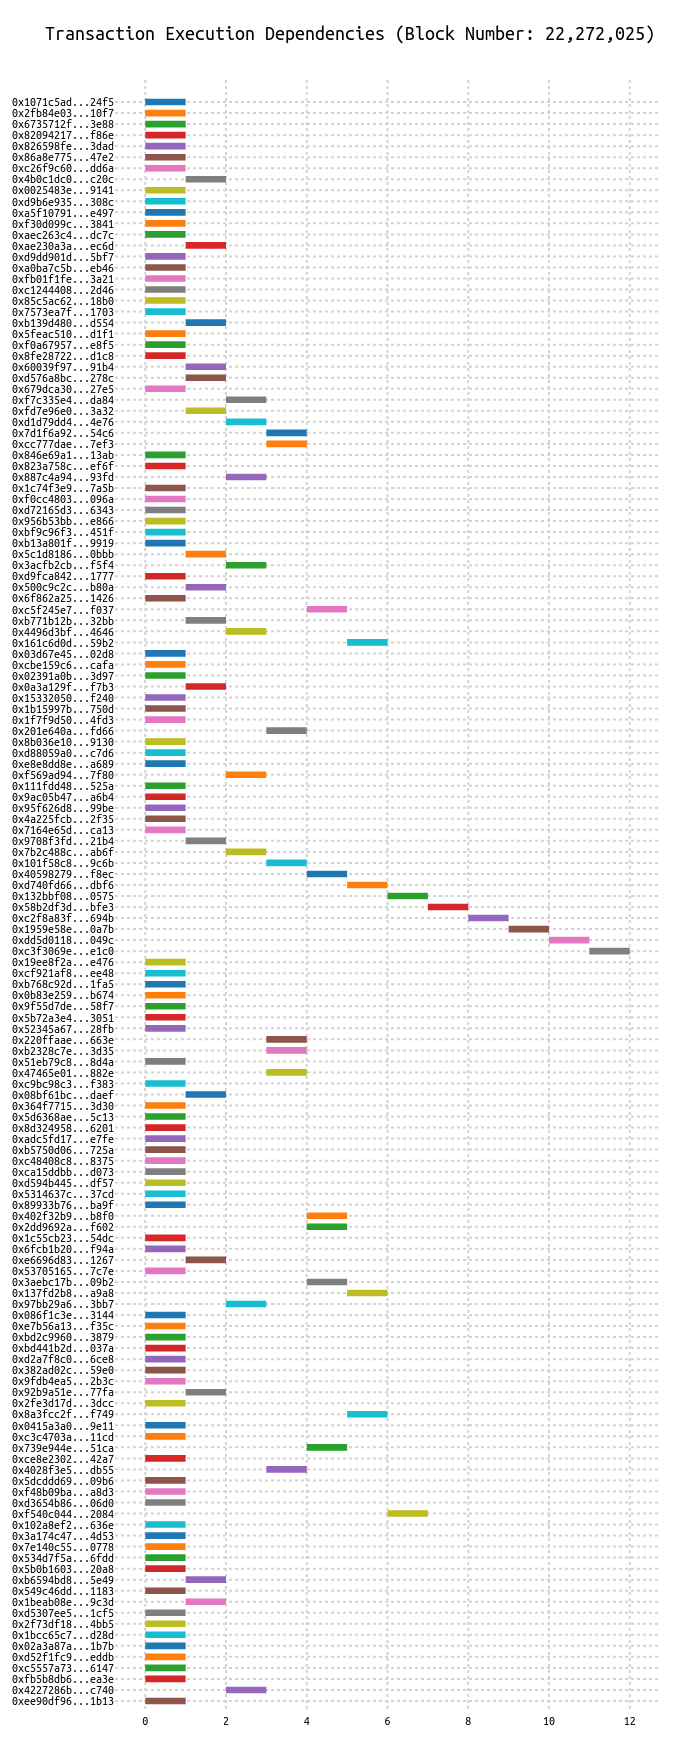 Transaction Execution Dependencies (Block Number: 22,272,025)
0x1071c5ad...24f5
0x2fb84e03...10f7
0x6735712f...3e88
0x82094217...f86e
0x826598fe...3dad
0x86a8e775...47e2
0xc26f9c60...dd6a
0x4b0c1dc0...c20c
0x0025483e...9141
0xd9b6e935...308c
0xa5f10791...e497
0xf30d099c...3841
0xaec263c4...dc7c
0xae230a3a...ec6d
0xd9dd901d...5bf7
0xa0ba7c5b...eb46
0xfb01f1fe...3a21
0xc1244408...2d46
0x85c5ac62...18b0
0x7573ea7f...1703
0xb139d480...d554
0x5feac510...d1f1
0xf0a67957...e8f5
0x8fe28722...d1c8
0x60039f97...91b4
0xd576a8bc...278c
0x679dca30...27e5
0xf7c335e4...da84
0xfd7e96e0...3a32
0xd1d79dd4...4e76
0x7d1f6a92...54c6
0xcc777dae...7ef3
0x846e69a1...13ab
0x823a758c...ef6f
0x887c4a94...93fd
0x1c74f3e9...7a5b
0xf0cc4803...096a
0xd72165d3...6343
0x956b53bb...e866
0xbf9c96f3...451f
0xb13a801f...9919
0x5c1d8186...0bbb
0x3acfb2cb...f5f4
0xd9fca842...1777
0x500c9c2c...b80a
0x6f862a25...1426
0xc5f245e7...f037
0xb771b12b...32bb
0x4496d3bf...4646
0x161c6d0d...59b2
0x03d67e45...02d8
0xcbe159c6...cafa
0x02391a0b...3d97
0x0a3a129f...f7b3
0x15332050...f240
0x1b15997b...750d
0x1f7f9d50...4fd3
0x201e640a...fd66
0x8b036e10...9130
0xd88059a0...c7d6
0xe8e8dd8e...a689
0xf569ad94...7f80
0x111fdd48...525a
0x9ac05b47...a6b4
0x95f626d8...99be
0x4a225fcb...2f35
0x7164e65d...ca13
0x9708f3fd...21b4
0x7b2c488c...ab6f
0x101f58c8...9c6b
0x40598279...f8ec
0xd740fd66...dbf6
0x132bbf08...0575
0x58b2df3d...bfe3
0xc2f8a83f...694b
0x1959e58e...0a7b
0xdd5d0118...049c
0xc3f3069e...e1c0
0x19ee8f2a...e476
0xcf921af8...ee48
0xb768c92d...1fa5
0x0b83e259...b674
0x9f55d7de...58f7
0x5b72a3e4...3051
0x52345a67...28fb
0x220ffaae...663e
0xb2328c7e...3d35
0x51eb79c8...8d4a
0x47465e01...882e
0xc9bc98c3...f383
0x08bf61bc...daef
0x364f7715...3d30
0x5d6368ae...5c13
0x8d324958...6201
0xadc5fd17...e7fe
0xb5750d06...725a
0xc48408c8...8375
0xca15ddbb...d073
0xd594b445...df57
0x5314637c...37cd
0x89933b76...ba9f
0x402f32b9...b8f0
0x2dd9692a...f602
0x1c55cb23...54dc
0x6fcb1b20...f94a
0xe6696d83...1267
0x53705165...7c7e
0x3aebc17b...09b2
0x137fd2b8...a9a8
0x97bb29a6...3bb7
0x086f1c3e...3144
0xe7b56a13...f35c
0xbd2c9960...3879
0xbd441b2d...037a
0xd2a7f8c0...6ce8
0x382ad02c...59e0
0x9fdb4ea5...2b3c
0x92b9a51e...77fa
0x2fe3d17d...3dcc
0x8a3fcc2f...f749
0x0415a3a0...9e11
0xc3c4703a...11cd
0x739e944e...51ca
0xce8e2302...42a7
0x4028f3e5...db55
0x5dcddd69...09b6
0xf48b09ba...a8d3
0xd3654b86...06d0
0xf540c044...2084
0x102a8ef2...636e
0x3a174c47...4d53
0x7e140c55...0778
0x534d7f5a...6fdd
0x5b0b1603...20a8
0xb6594bd8...5e49
0x549c46dd...1183
0x1beab08e...9c3d
0xd5307ee5...1cf5
0x2f73df18...4bb5
0x1bcc65c7...d28d
0x02a3a87a...1b7b
0xd52f1fc9...eddb
0xc5557a73...6147
0xfb5b8db6...ea3e
0x4227286b...c740
0xee90df96...1b13
0 2 4 6 8 10 12